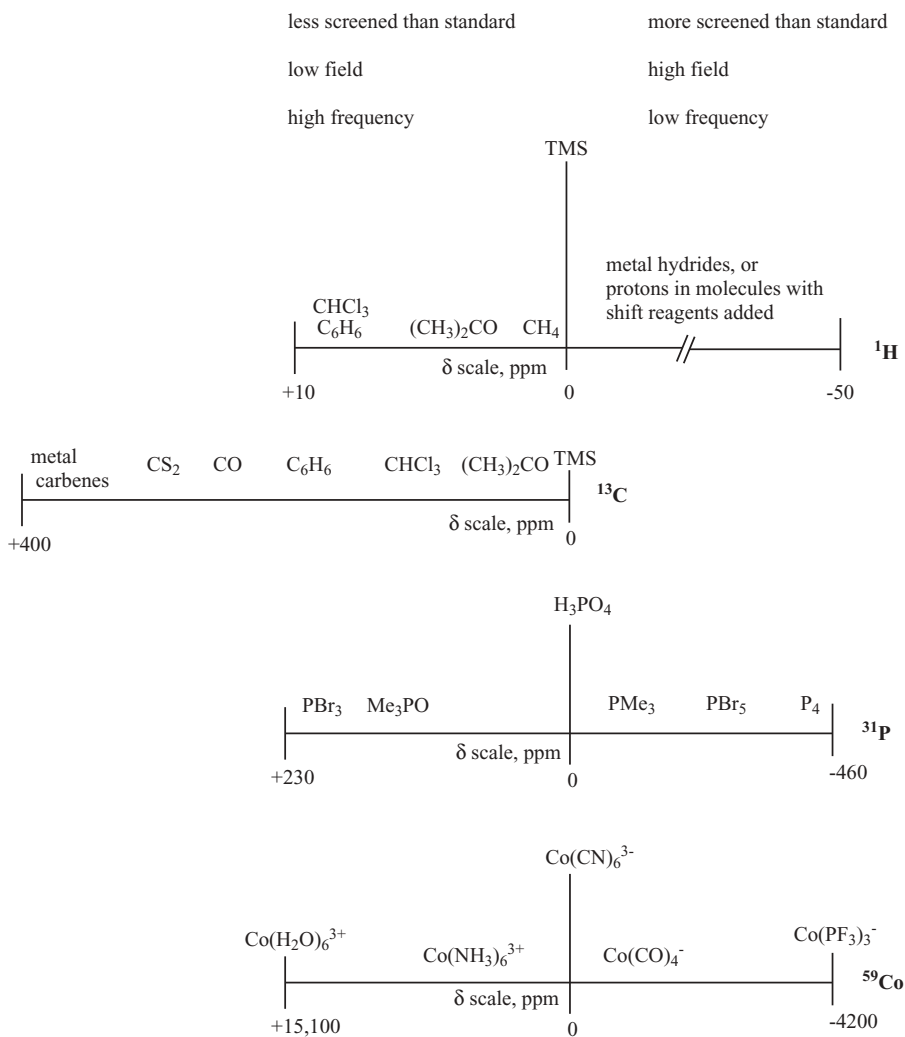 less screened than standard more screened than standard
low field high field
high frequency low frequency
TMS
metal hydrides, or
protons in molecules with
shift reagents added
CHCl₃
C₆H₆ (CH₃)₂CO CH₄
¹H
δ scale, ppm
+10 0 -50
metal
carbenes
CS₂ CO C₆H₆ CHCl₃ (CH₃)₂CO TMS
¹³C
δ scale, ppm
+400 0
H₃PO₄
PBr₃ Me₃PO PMe₃ PBr₅ P₄
³¹P
δ scale, ppm
+230 0 -460
Co(CN)₆³⁻
Co(H₂O)₆³⁺ Co(NH₃)₆³⁺ Co(CO)₄⁻ Co(PF₃)₃⁻
⁵⁹Co
δ scale, ppm
+15,100 0 -4200